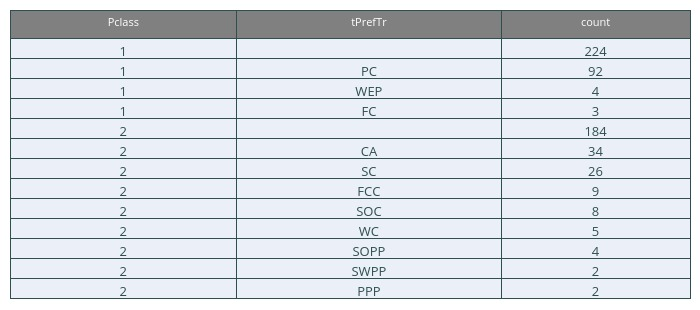 Pclass tPrefTr count
1 224
1 PC 92
1 WEP 4
1 FC 3
2 184
2 CA 34
2 SC 26
2 FCC 9
2 SOC 8
2 WC 5
2 SOPP 4
2 SWPP 2
2 PPP 2